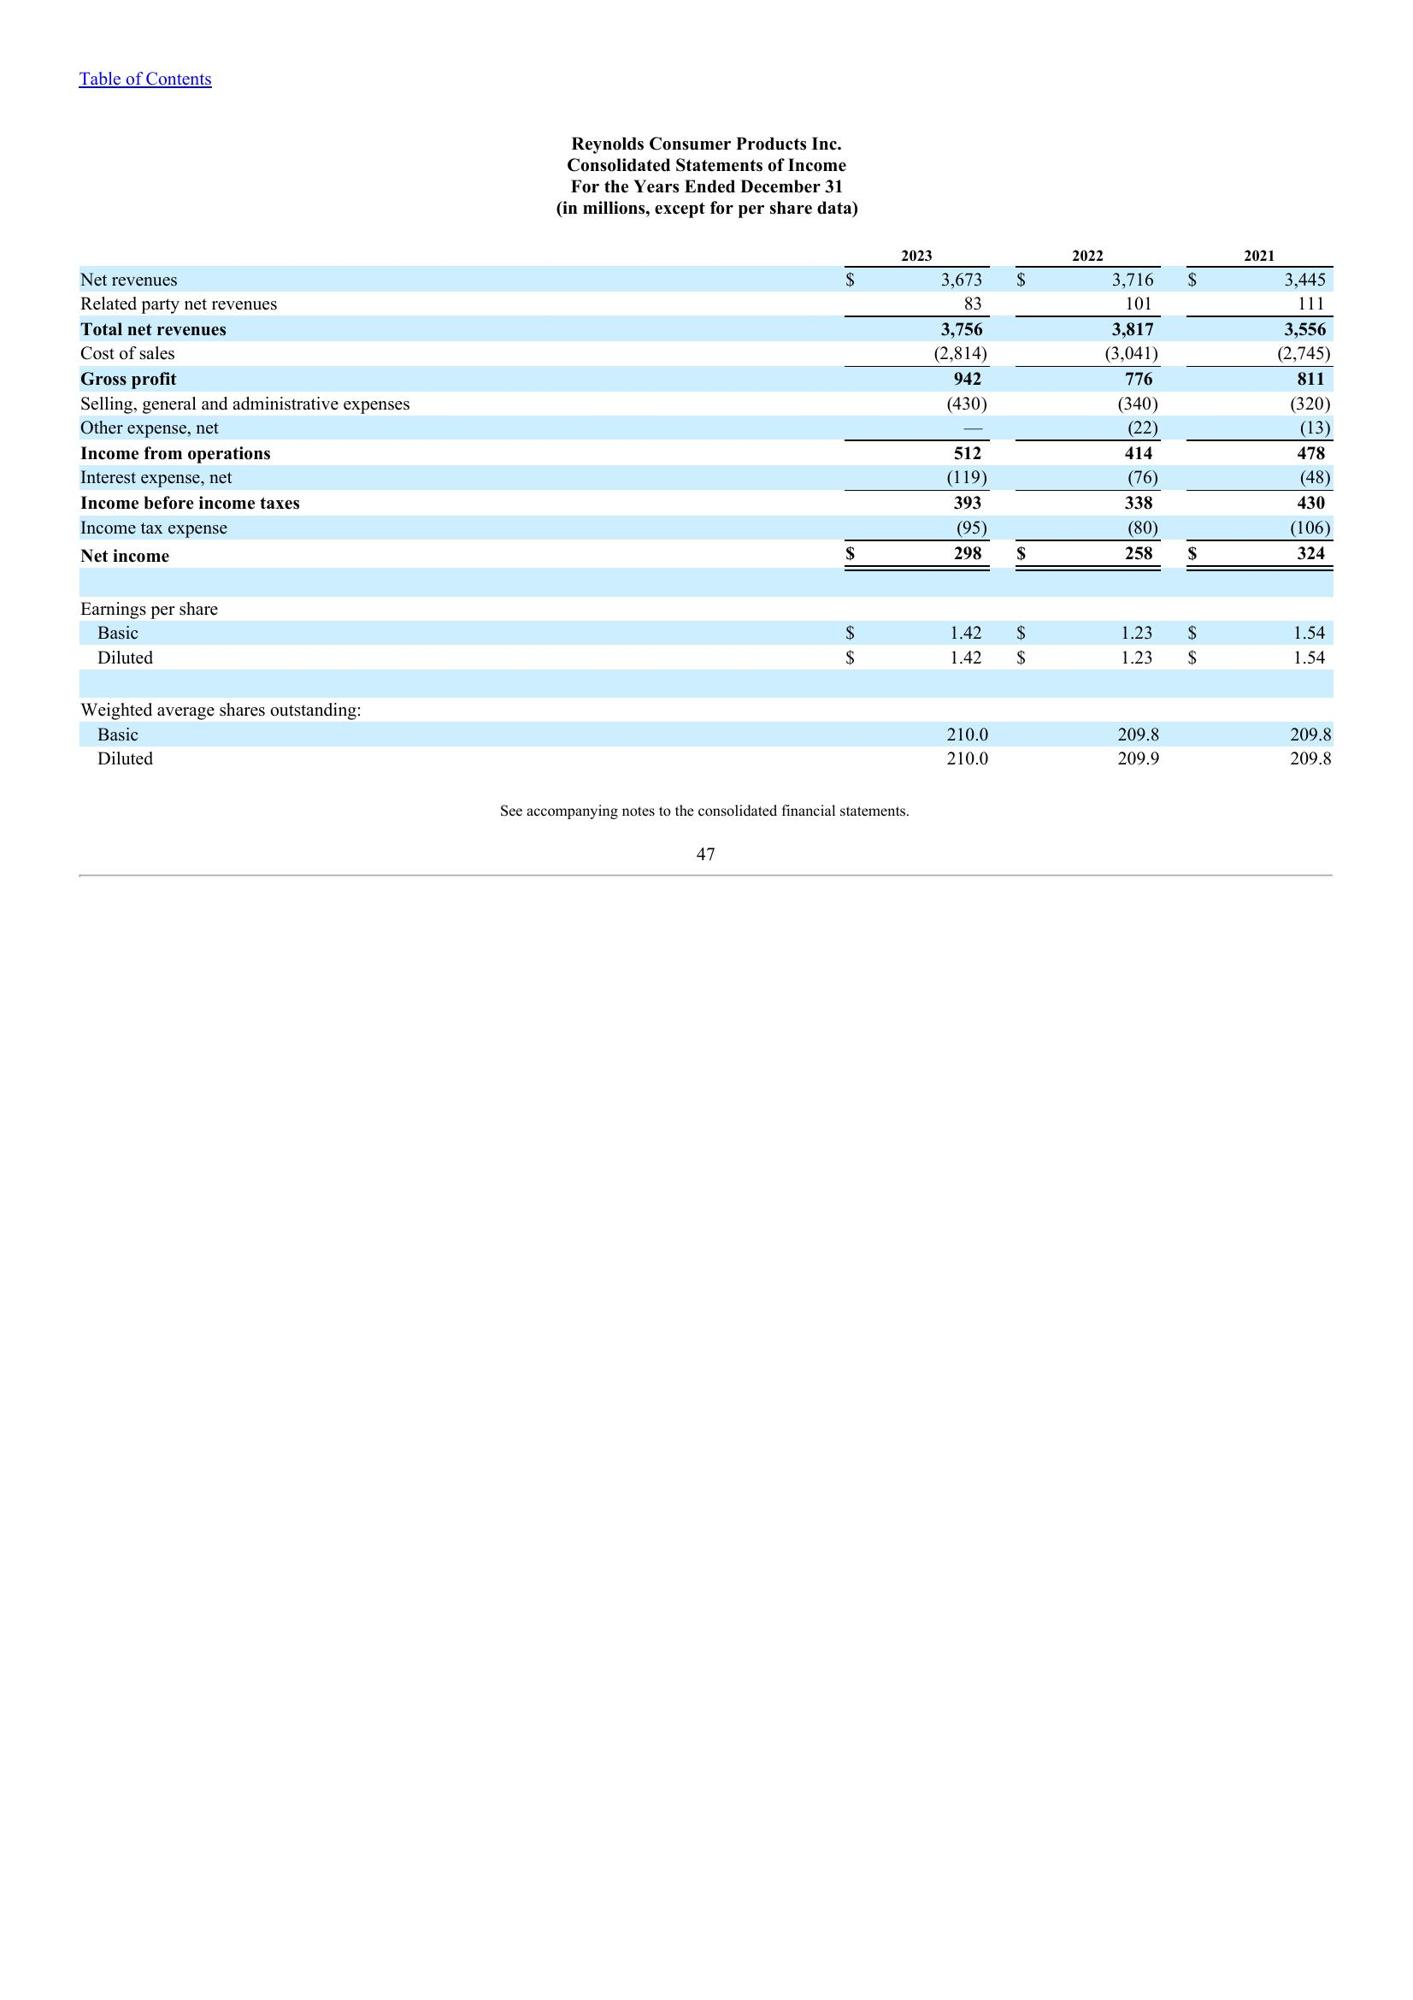 Table of Contents
Reynolds Consumer Products Inc.
Consolidated Statements of Income
For the Years Ended December 31
(in millions, except for per share data)
2023 2022 2021
Net revenues $ 3,673 $ 3,716 $ 3,445
Related party net revenues 83 101 111
Total net revenues 3,756 3,817 3,556
Cost of sales (2,814) (3,041) (2,745)
Gross profit 942 776 811
Selling, general and administrative expenses (430) (340) (320)
Other expense, net — (22) (13)
Income from operations 512 414 478
Interest expense, net (119) (76) (48)
Income before income taxes 393 338 430
Income tax expense (95) (80) (106)
Net income $ 298 $ 258 $ 324
Earnings per share
Basic $ 1.42 $ 1.23 $ 1.54
Diluted $ 1.42 $ 1.23 $ 1.54
Weighted average shares outstanding:
Basic 210.0 209.8 209.8
Diluted 210.0 209.9 209.8
See accompanying notes to the consolidated financial statements.
47